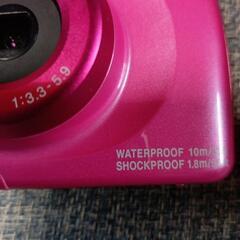 1:3.3-5.9
WATERPROOF 10m/
SHOCKPROOF 1.8m/